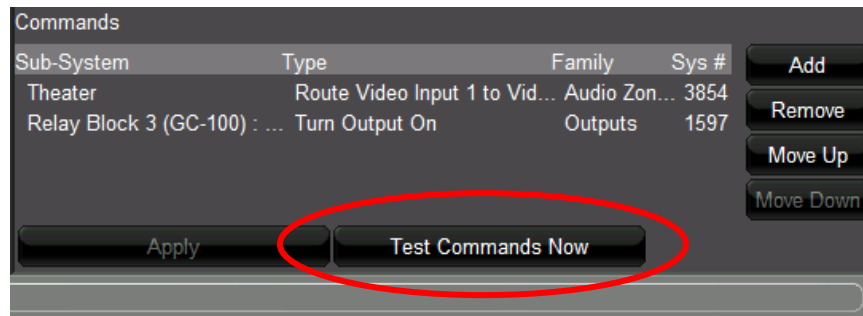 Commands
Sub-System Type Family Sys #
Theater Route Video Input 1 to Vid... Audio Zon... 3854
Relay Block 3 (GC-100) : ... Turn Output On Outputs 1597
Add
Remove
Move Up
Move Down
Apply Test Commands Now